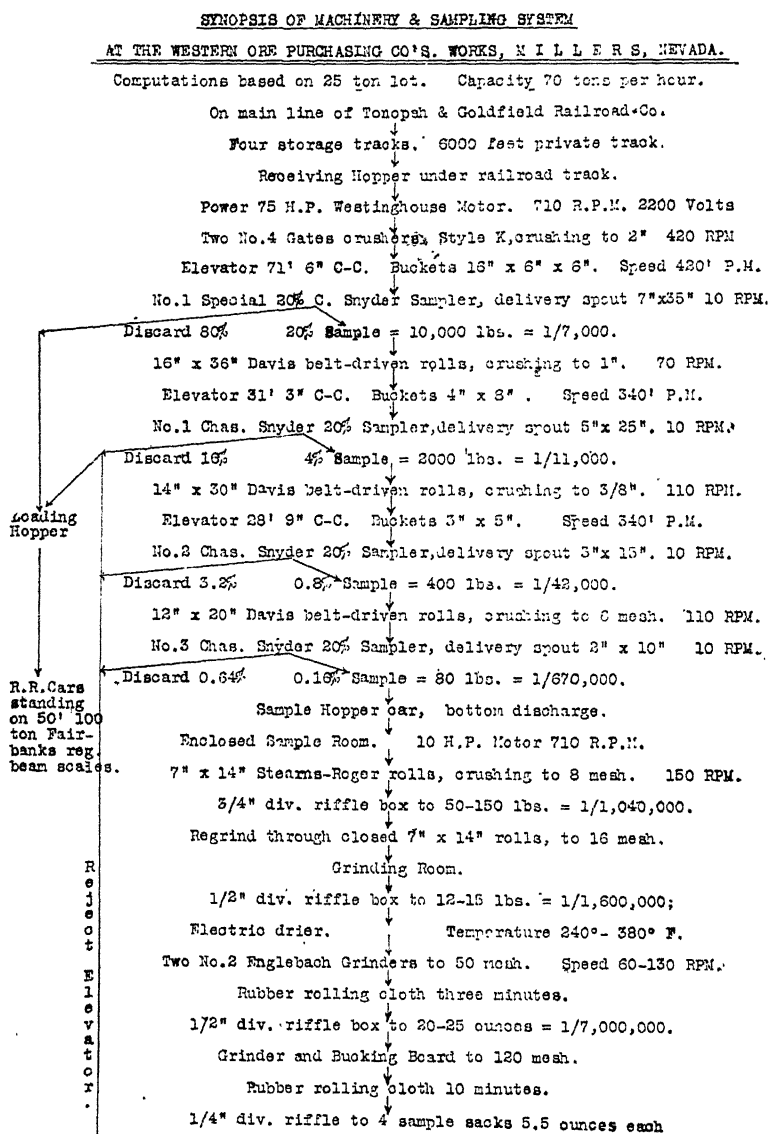 SYNOPSIS OF MACHINERY & SAMPLING SYSTEM
AT THE WESTERN ORE PURCHASING CO'S. WORKS, M I L L E R S, NEVADA.
Computations based on 25 ton lot. Capacity 70 tons per hour.
On main line of Tonopah & Goldfield Railroad Co.
Four storage tracks. 6000 feet private track.
Receiving Hopper under railroad track.
Power 75 H.P. Westinghouse Motor. 710 R.P.M. 2200 Volts
Two No.4 Gates crushers, Style K, crushing to 2" 420 RPM
Elevator 71' 6" C-C. Buckets 16" x 6" x 6". Speed 420' P.M.
No.1 Special 20% C. Snyder Sampler, delivery spout 7"x35" 10 RPM.
Discard 80% 20% Sample = 10,000 lbs. = 1/7,000.
16" x 36" Davis belt-driven rolls, crushing to 1". 70 RPM.
Elevator 31' 3" C-C. Buckets 4" x 8". Speed 340' P.M.
No.1 Chas. Snyder 20% Sampler, delivery spout 5"x 25". 10 RPM.
Discard 16% 4% Sample = 2000 lbs. = 1/11,000.
14" x 30" Davis belt-driven rolls, crushing to 3/8". 110 RPM.
Loading
Hopper
Elevator 28' 9" C-C. Buckets 3" x 5". Speed 340' P.M.
No.2 Chas. Snyder 20% Sampler, delivery spout 3"x 15". 10 RPM.
Discard 3.2% 0.8% Sample = 400 lbs. = 1/42,000.
12" x 20" Davis belt-driven rolls, crushing to 6 mesh. 110 RPM.
No.3 Chas. Snyder 20% Sampler, delivery spout 2" x 10" 10 RPM.
Discard 0.64% 0.16% Sample = 80 lbs. = 1/670,000.
R.R.Cars
standing
on 50' 100
ton Fair-
banks reg.
beam scales.
Sample Hopper car, bottom discharge.
Enclosed Sample Room. 10 H.P. Motor 710 R.P.M.
7" x 14" Stearns-Roger rolls, crushing to 8 mesh. 150 RPM.
3/4" div. riffle box to 50-150 lbs. = 1/1,040,000.
Regrind through closed 7" x 14" rolls, to 16 mesh.
Grinding Room.
1/2" div. riffle box to 12-15 lbs. = 1/1,600,000;
Electric drier. Temperature 240°- 380° F.
Two No.2 Englebach Grinders to 50 mesh. Speed 60-130 RPM.
Rubber rolling cloth three minutes.
1/2" div. riffle box to 20-25 ounces = 1/7,000,000.
Grinder and Bucking Board to 120 mesh.
Rubber rolling cloth 10 minutes.
1/4" div. riffle to 4 sample sacks 5.5 ounces each
Reject Elevator.